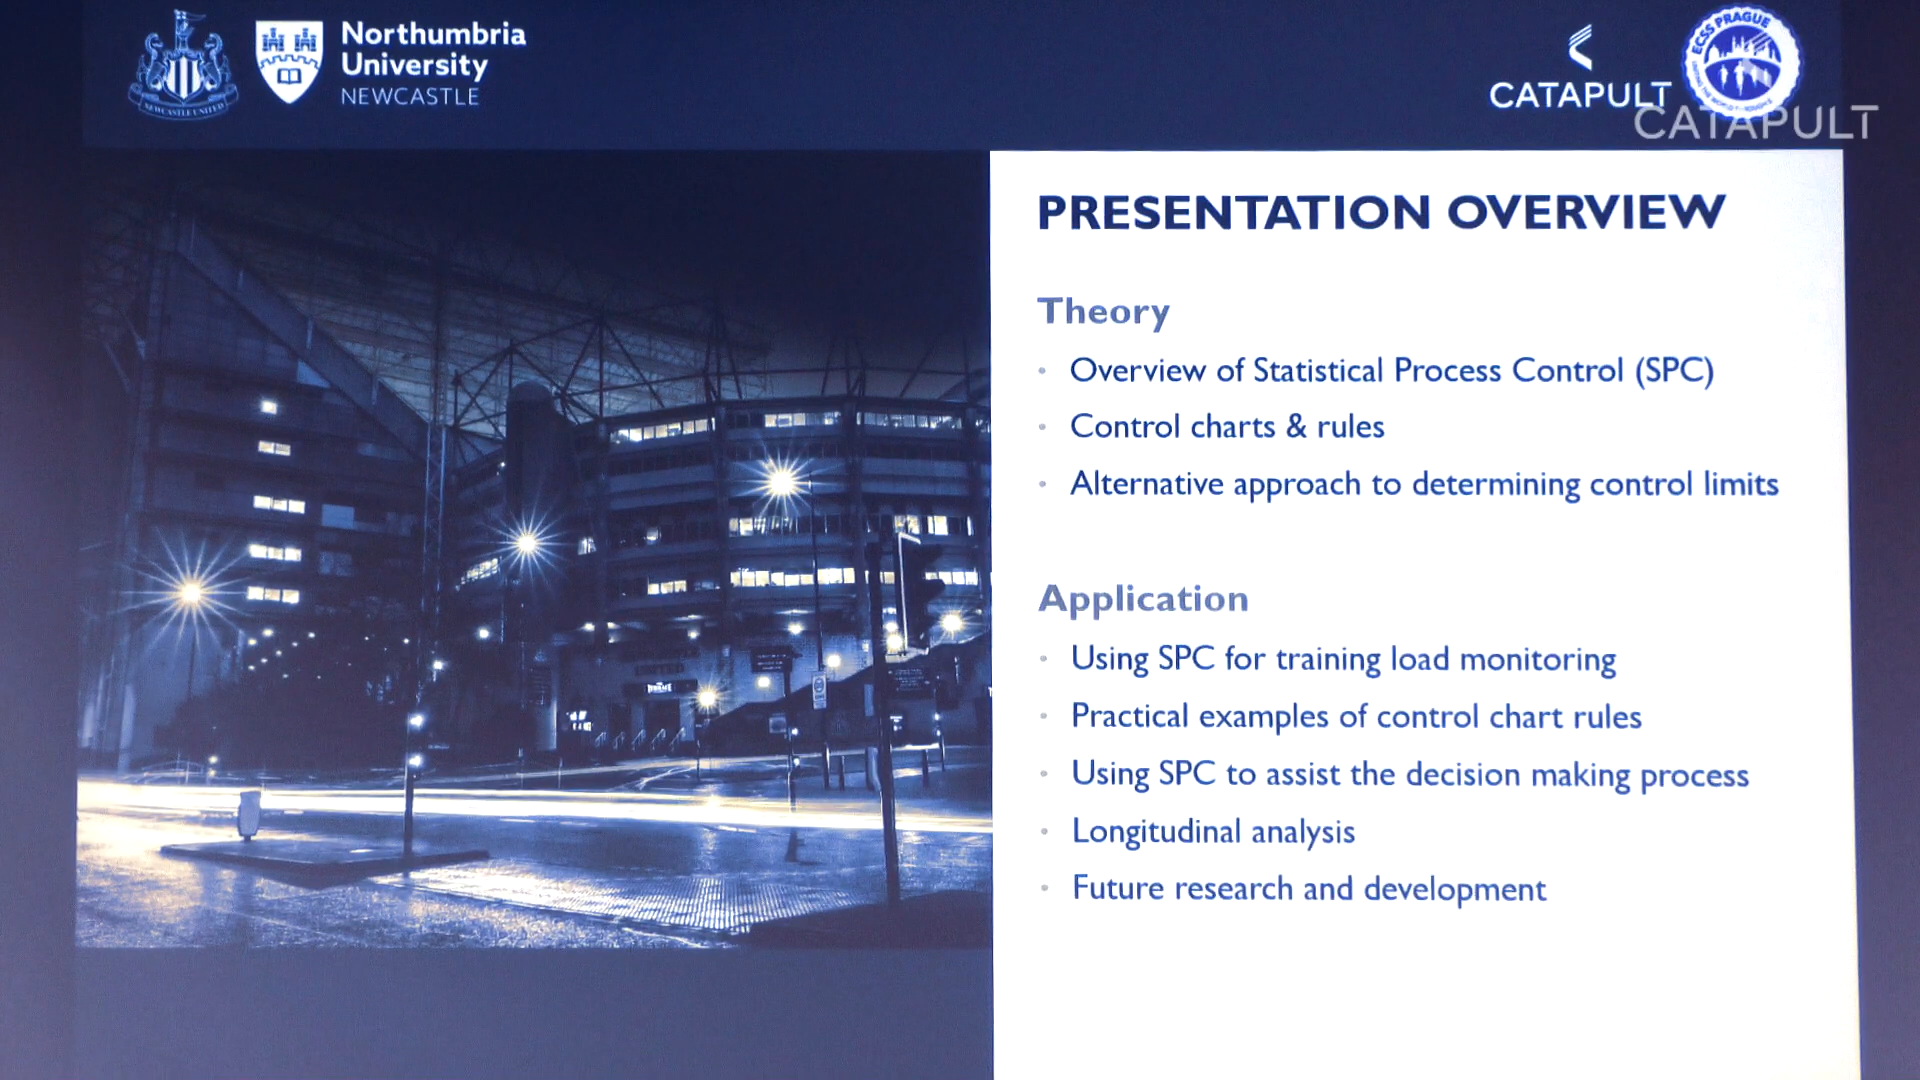 NEWCASTLE UNITED
Northumbria
University
NEWCASTLE
CATAPULT
ECSS PRAGUE
CATAPULT
PRESENTATION OVERVIEW
Theory
• Overview of Statistical Process Control (SPC)
• Control charts & rules
• Alternative approach to determining control limits
Application
• Using SPC for training load monitoring
• Practical examples of control chart rules
• Using SPC to assist the decision making process
• Longitudinal analysis
• Future research and development